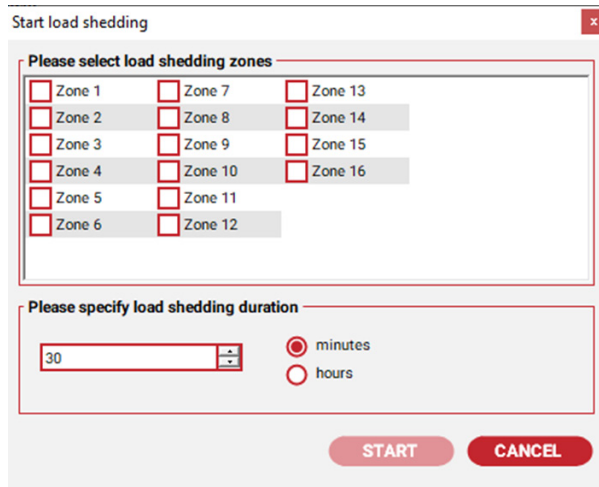 Start load shedding
x
Please select load shedding zones
Zone 1 Zone 7 Zone 13
Zone 2 Zone 8 Zone 14
Zone 3 Zone 9 Zone 15
Zone 4 Zone 10 Zone 16
Zone 5 Zone 11
Zone 6 Zone 12
Please specify load shedding duration
30 minutes
hours
START CANCEL